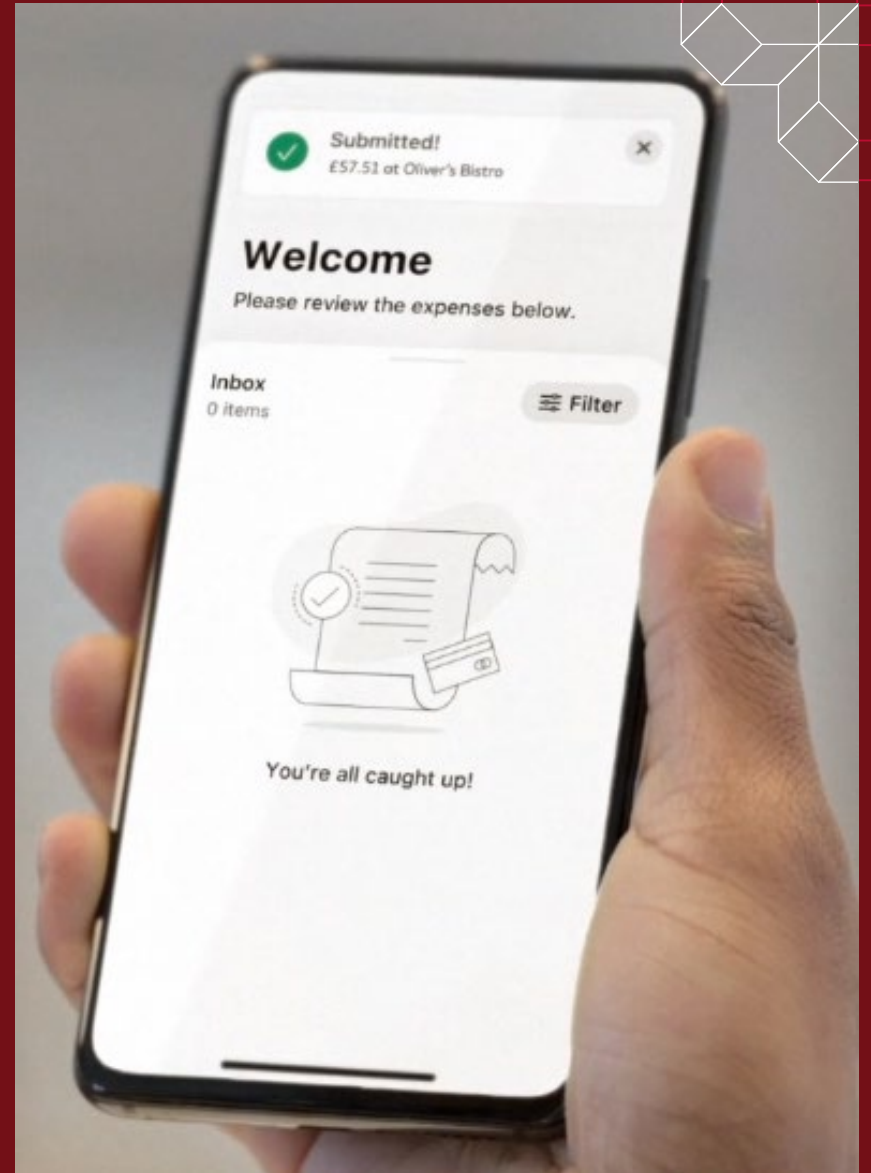 Submitted!
£57.51 at Oliver's Bistro
Welcome
Please review the expenses below.
Inbox
0 items
Filter
You're all caught up!